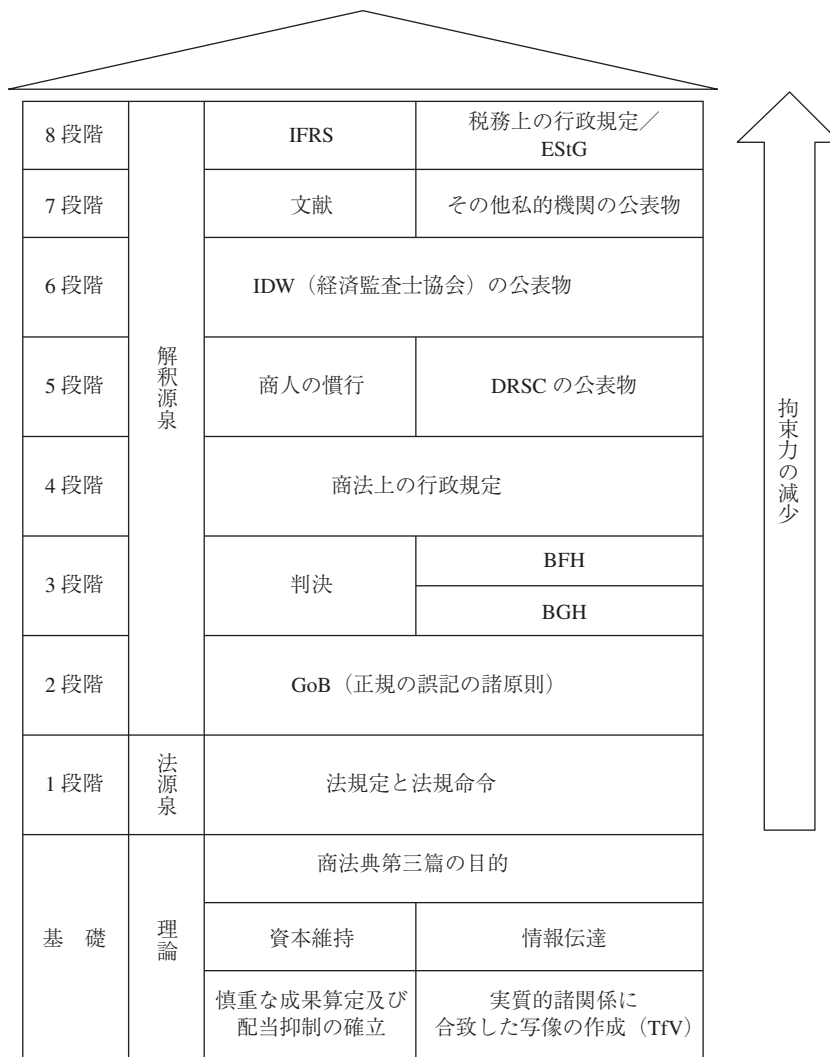 8 段階
IFRS
税務上の行政規定／
EStG
7 段階
文献
その他私的機関の公表物
6 段階
IDW（経済監査士協会）の公表物
解釈源泉
5 段階
商人の慣行
DRSC の公表物
4 段階
商法上の行政規定
3 段階
判決
BFH
BGH
2 段階
GoB（正規の誤記の諸原則）
1 段階
法源泉
法規定と法規命令
基　礎
理論
商法典第三篇の目的
資本維持
情報伝達
慎重な成果算定及び
配当抑制の確立
実質的諸関係に
合致した写像の作成（TfV）
拘束力の減少